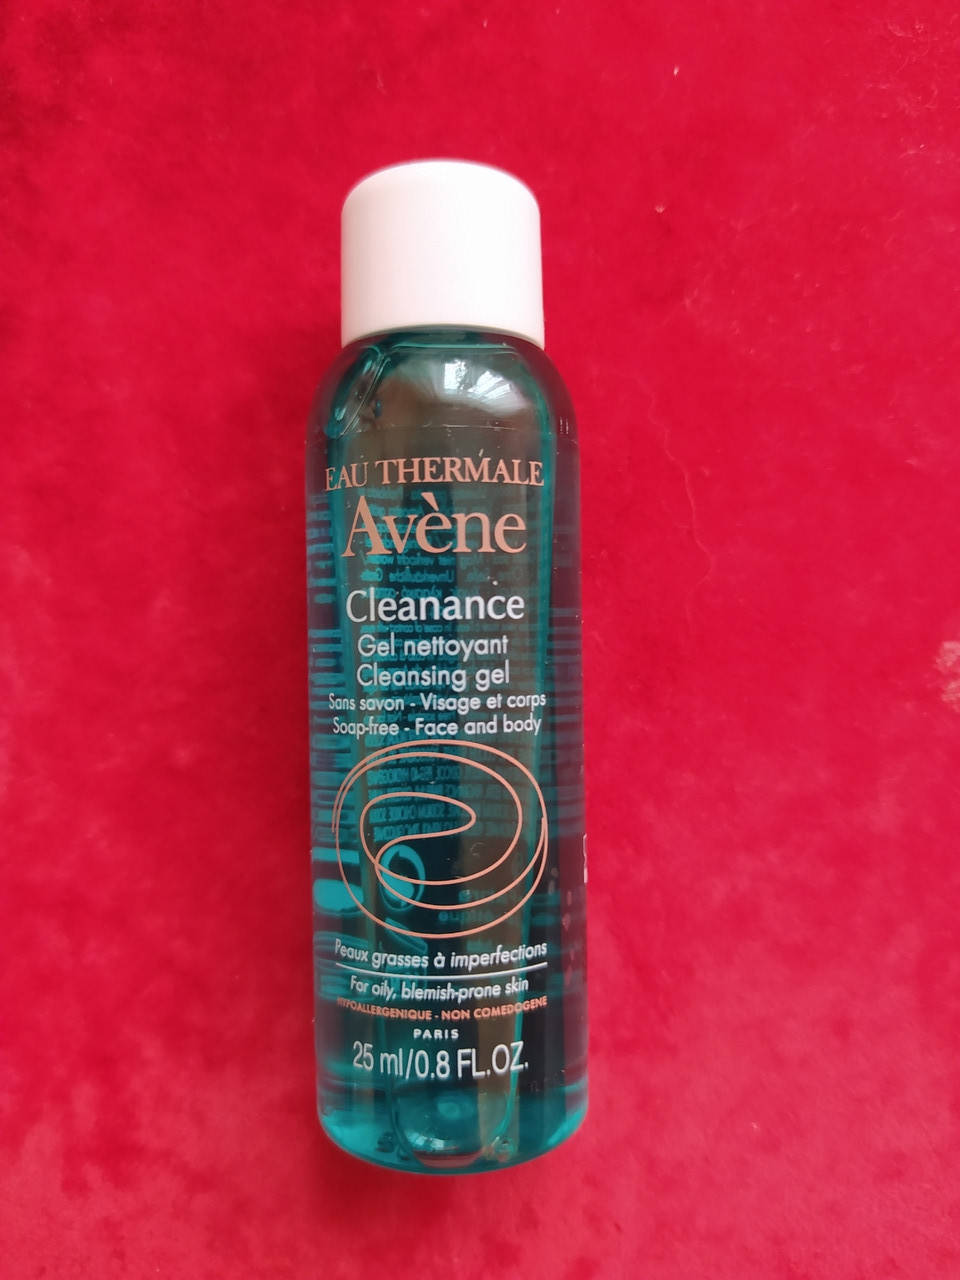 EAU THERMALE
Avène
Cleanance
Gel nettoyant
Cleansing gel
Sans savon - Visage et corps
Soap-free - Face and body
Peaux grasses à imperfections
For oily, blemish-prone skin
HYPOALLERGENIQUE - NON COMEDOGENE
PARIS
25 ml/0.8 FL.OZ.